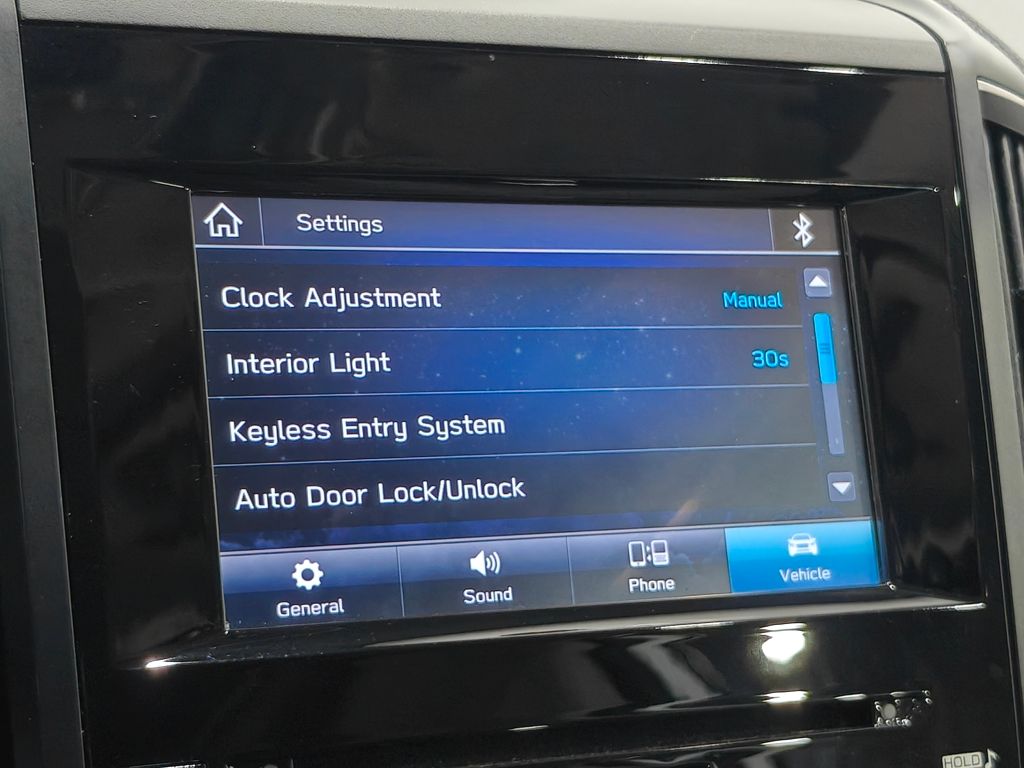 Settings
Clock Adjustment Manual
Interior Light 30s
Keyless Entry System
Auto Door Lock/Unlock
General Sound Phone Vehicle
HOLD